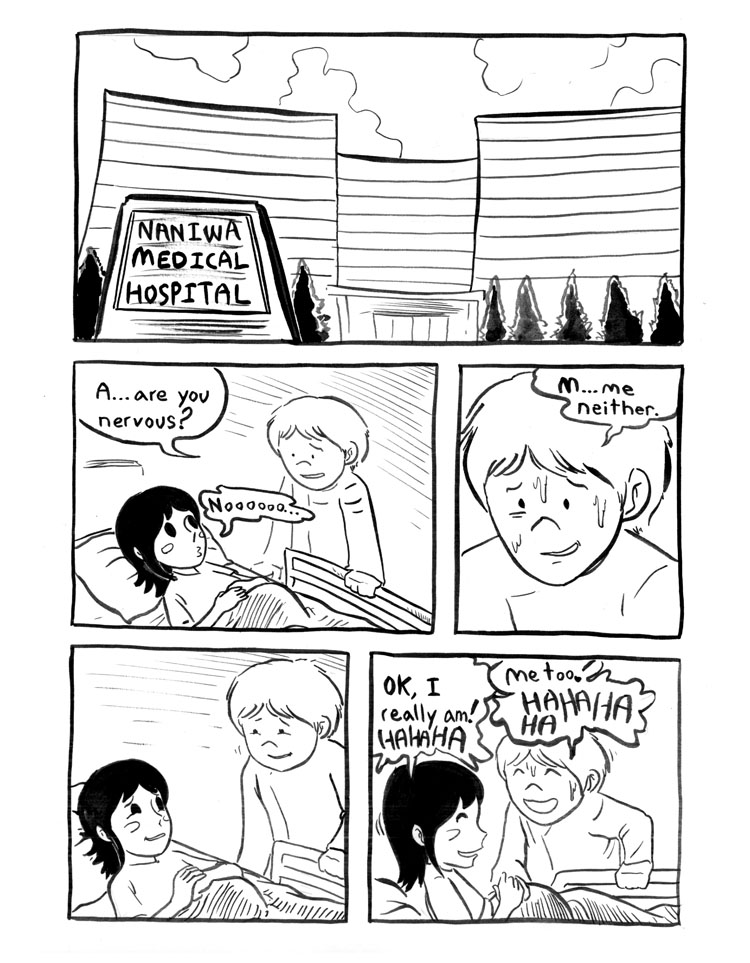 NANIWA
MEDICAL
HOSPITAL
A...are you
nervous?
Noooooo...
M...me
neither.
OK, I
really am!
HAHAHA
me too!
HAHAHA
HA